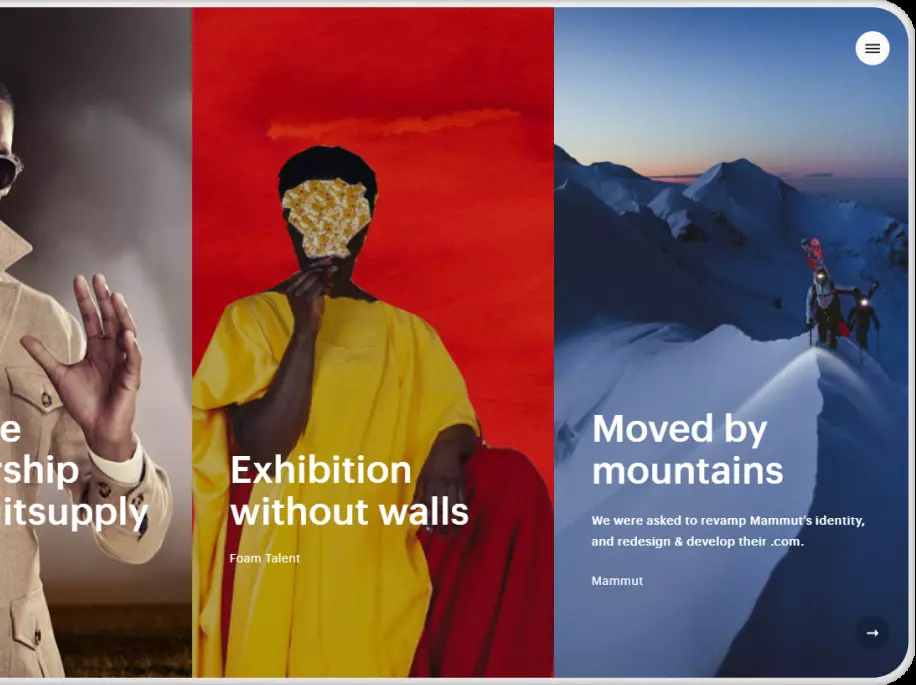 e
rship
itsupply
Exhibition
without walls
Foam Talent
Moved by
mountains
We were asked to revamp Mammut's identity,
and redesign & develop their .com.
Mammut